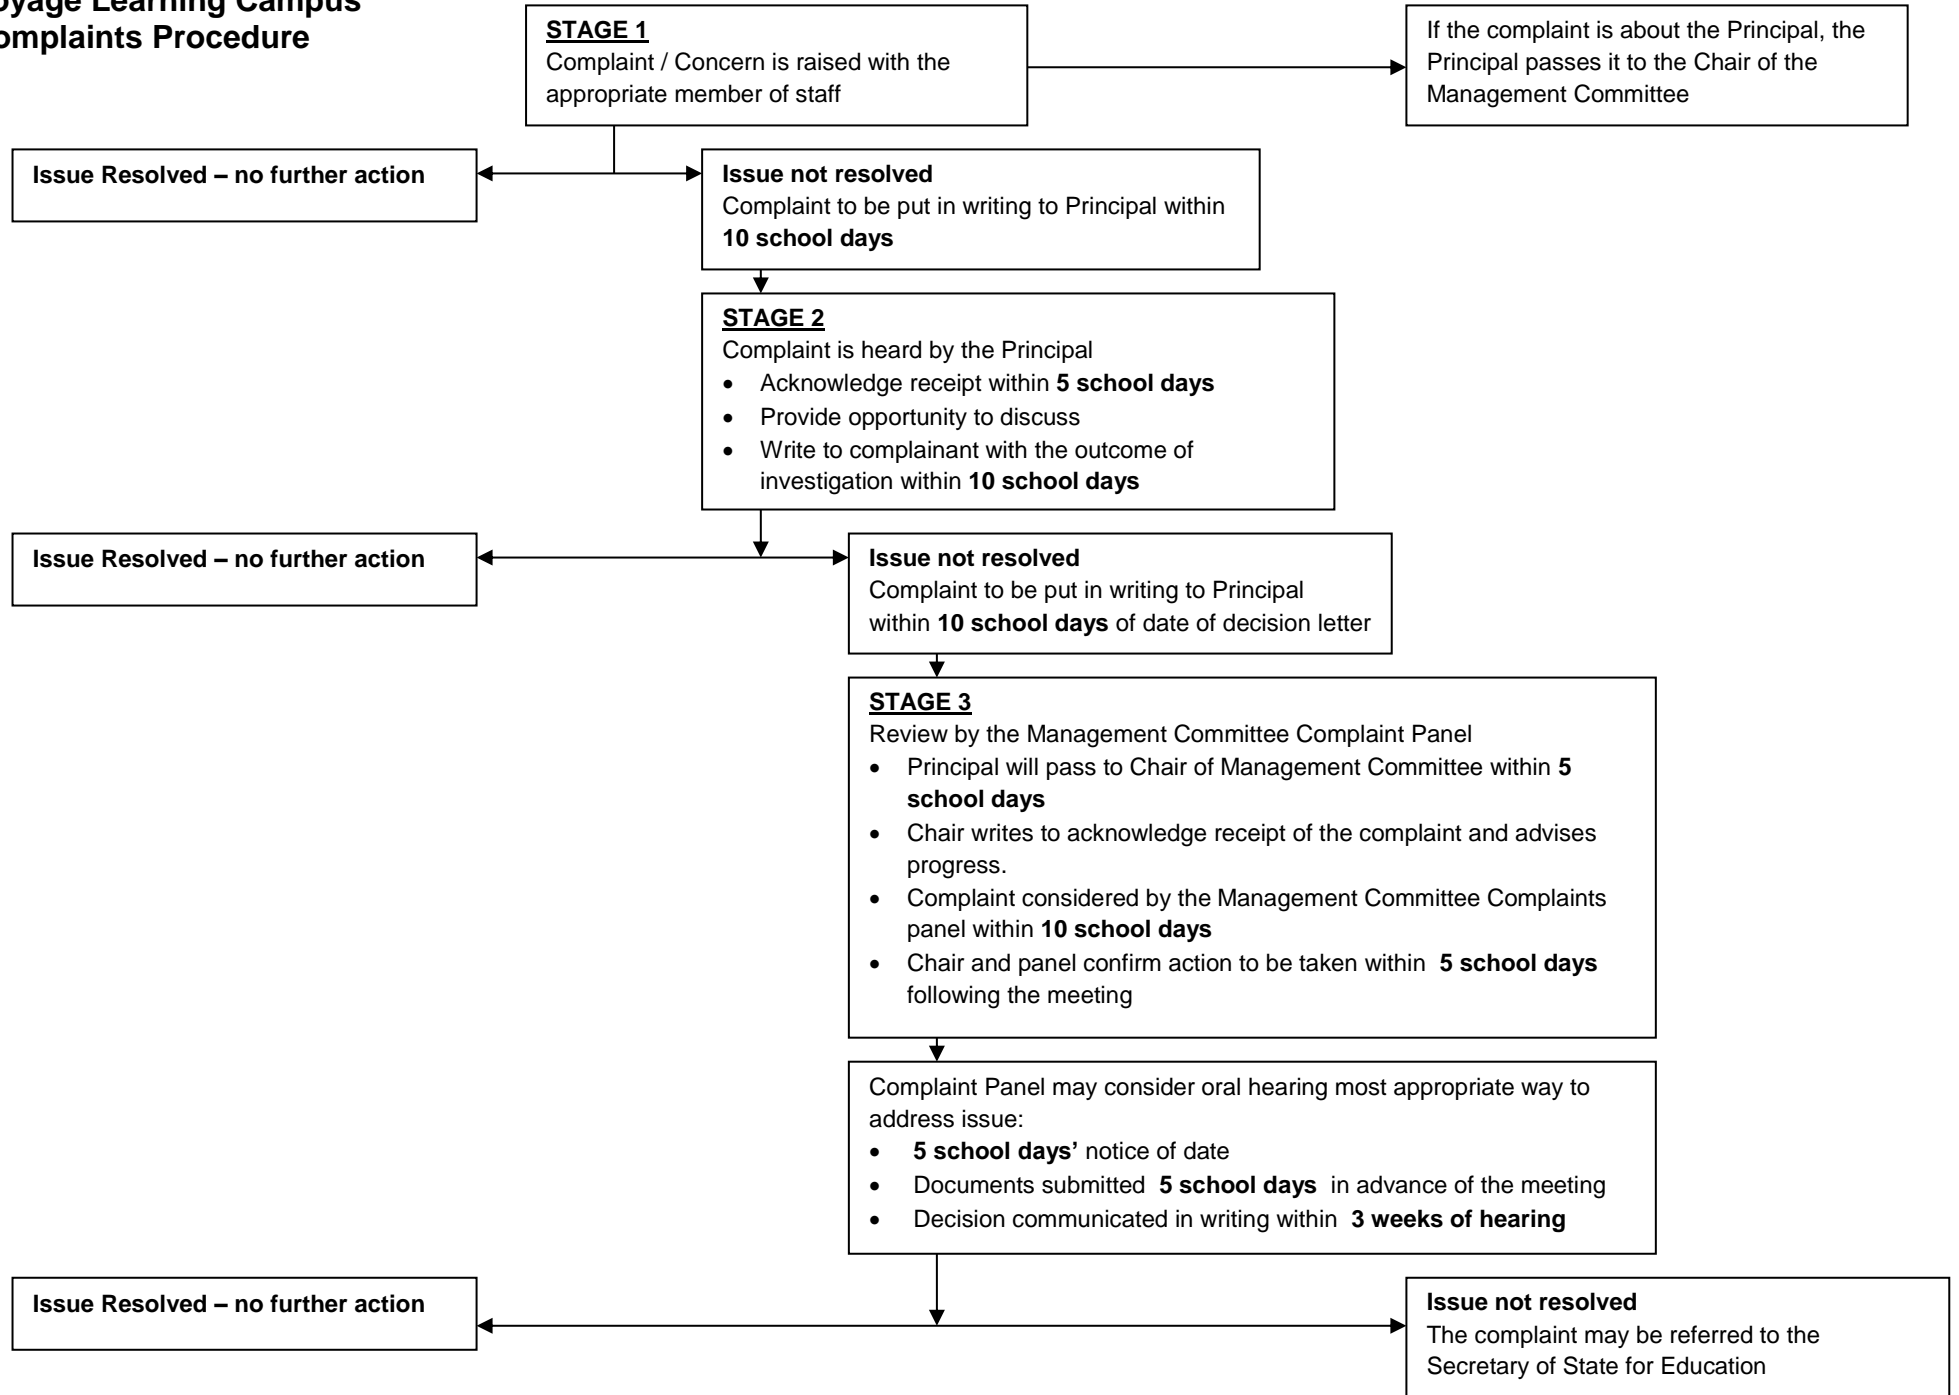 oyage Learning Campus
omplaints Procedure
STAGE 1
Complaint / Concern is raised with the
appropriate member of staff
If the complaint is about the Principal, the
Principal passes it to the Chair of the
Management Committee
Issue Resolved – no further action
Issue not resolved
Complaint to be put in writing to Principal within
10 school days
STAGE 2
Complaint is heard by the Principal
• Acknowledge receipt within 5 school days
• Provide opportunity to discuss
• Write to complainant with the outcome of
investigation within 10 school days
Issue Resolved – no further action
Issue not resolved
Complaint to be put in writing to Principal
within 10 school days of date of decision letter
STAGE 3
Review by the Management Committee Complaint Panel
• Principal will pass to Chair of Management Committee within 5
school days
• Chair writes to acknowledge receipt of the complaint and advises
progress.
• Complaint considered by the Management Committee Complaints
panel within 10 school days
• Chair and panel confirm action to be taken within 5 school days
following the meeting
Complaint Panel may consider oral hearing most appropriate way to
address issue:
• 5 school days’ notice of date
• Documents submitted 5 school days in advance of the meeting
• Decision communicated in writing within 3 weeks of hearing
Issue Resolved – no further action
Issue not resolved
The complaint may be referred to the
Secretary of State for Education